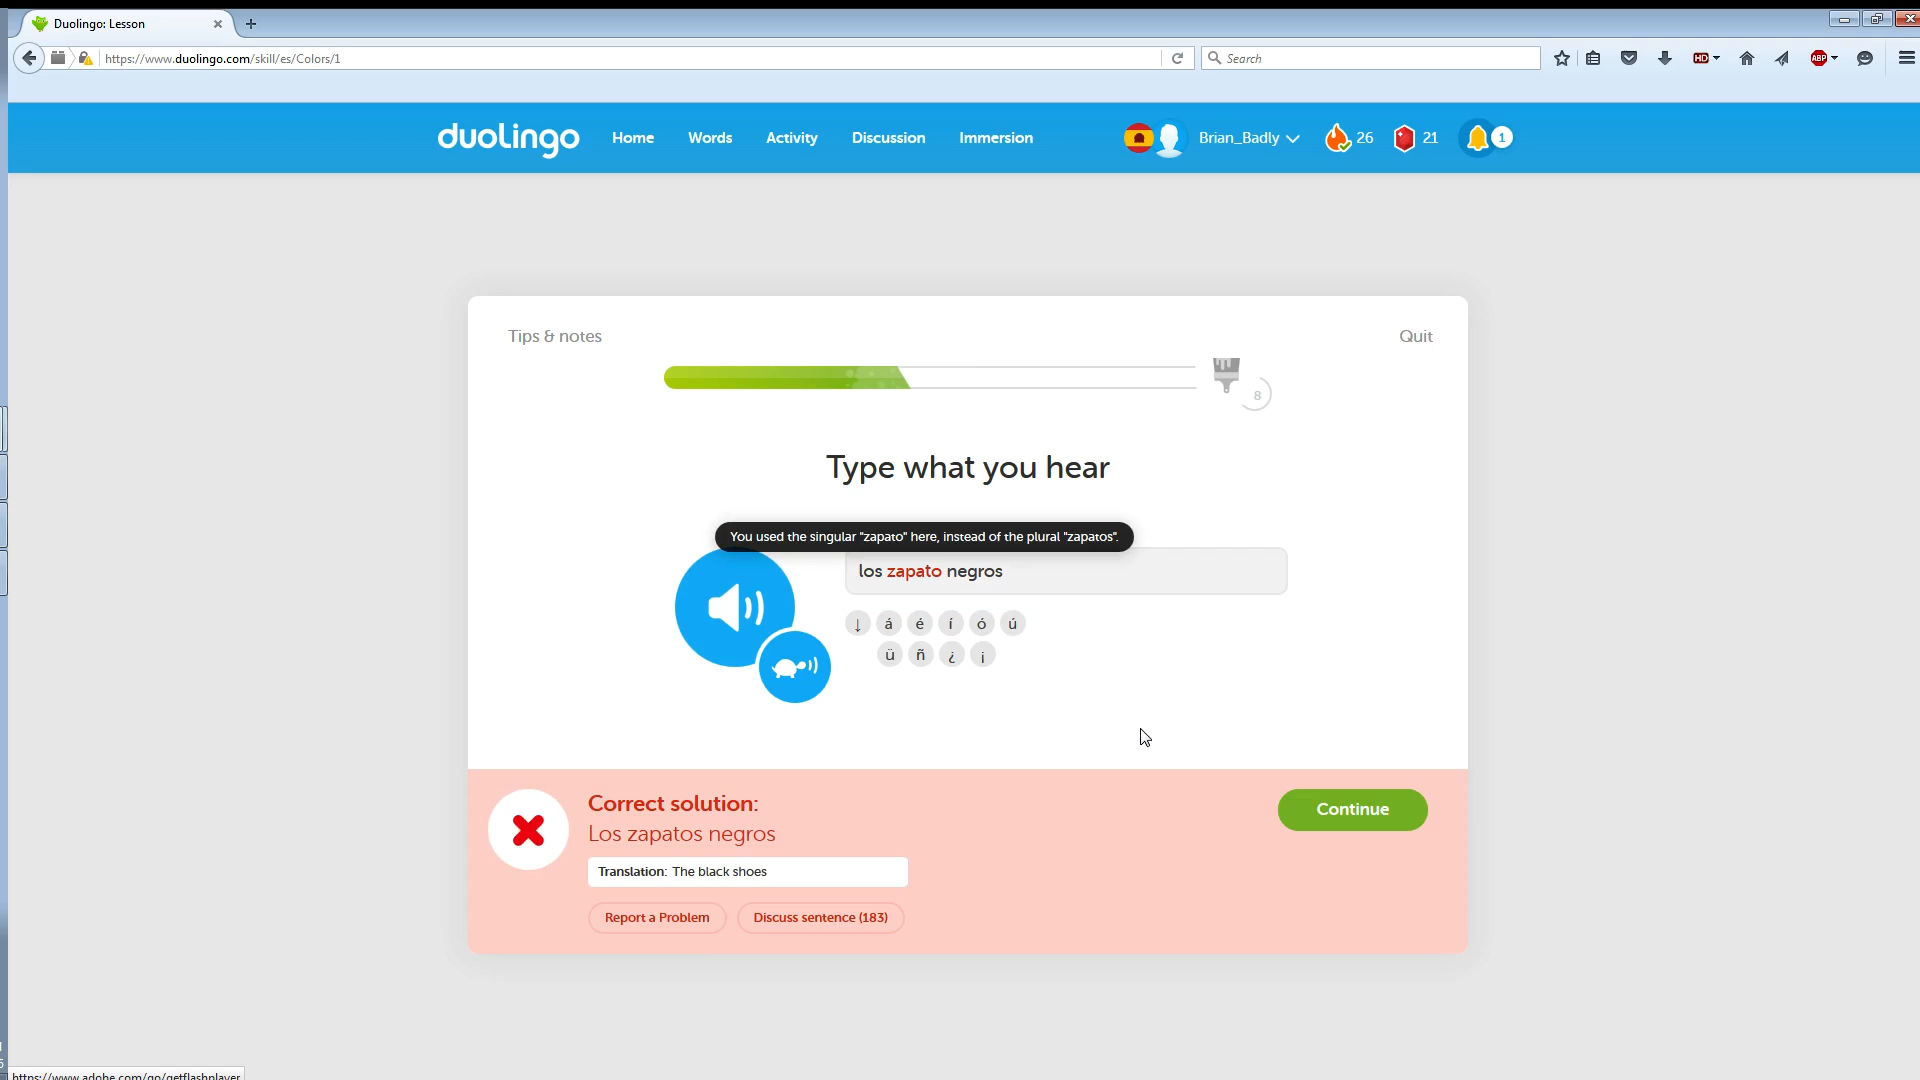 Duolingo: Lesson
https://www.duolingo.com/skill/es/Colors/1
Search
HD
ABP
duolingo
Home
Words
Activity
Discussion
Immersion
Brian_Badly
26
21
1
Tips & notes
Quit
8
Type what you hear
You used the singular "zapato" here, instead of the plural "zapatos".
los zapato negros
↓ á é í ó ú
ü ñ ¿ ¡
Correct solution:
Los zapatos negros
Continue
Translation: The black shoes
Report a Problem
Discuss sentence (183)
https://www.adobe.com/go/getflashplayer